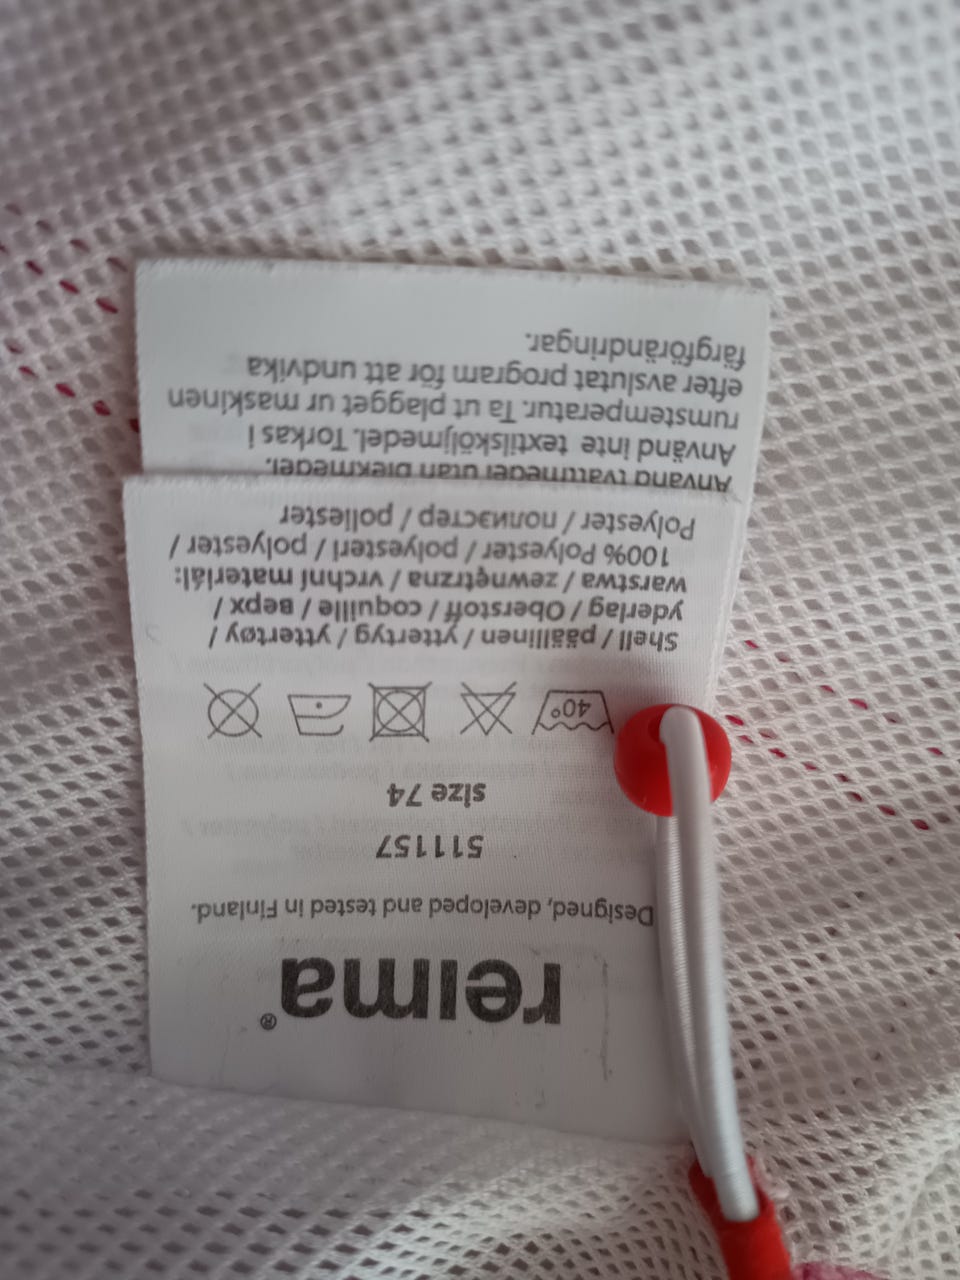 reima®
Designed, developed and tested in Finland.
511157
size 74
40°
Shell / päällinen / yttertyg / yttertøy /
yderlag / Oberstoff / coquille / верх /
warstwa / zewnętrzna / vrchní materiál:
100% Polyester / polyesteri / polyester /
Polyester / полиэстер / poliester
Använd tvättmedel utan blekmedel.
Använd inte textilsköljmedel. Torkas i
rumstemperatur. Ta ut plagget ur maskinen
efter avslutat program för att undvika
färgförändringar.